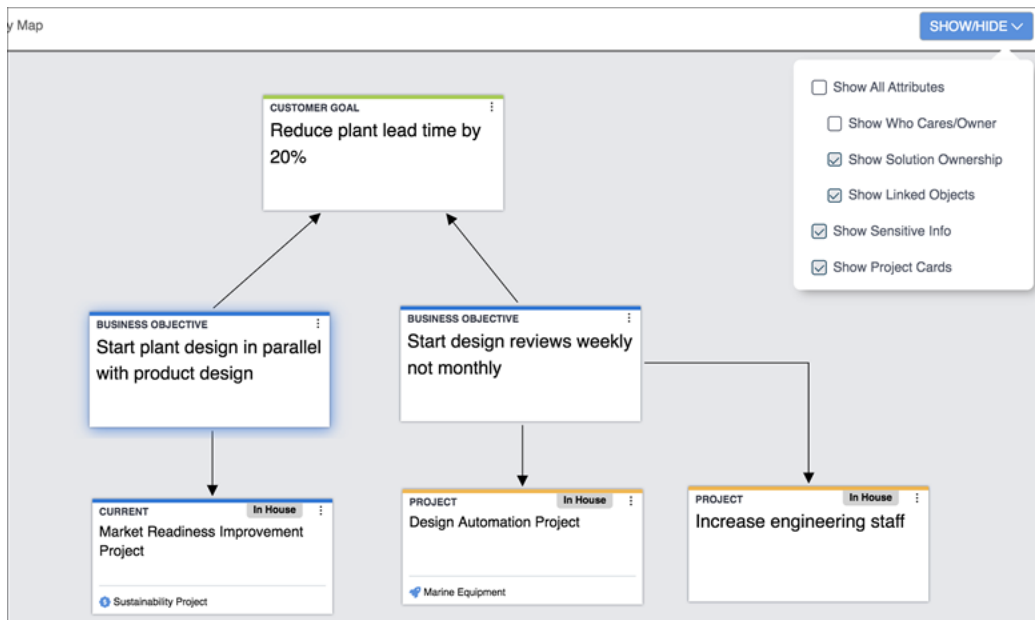 y Map
SHOW/HIDE
Show All Attributes
Show Who Cares/Owner
Show Solution Ownership
Show Linked Objects
Show Sensitive Info
Show Project Cards
CUSTOMER GOAL
Reduce plant lead time by
20%
BUSINESS OBJECTIVE
Start plant design in parallel
with product design
BUSINESS OBJECTIVE
Start design reviews weekly
not monthly
CURRENT
In House
Market Readiness Improvement
Project
Sustainability Project
PROJECT
In House
Design Automation Project
Marine Equipment
PROJECT
In House
Increase engineering staff